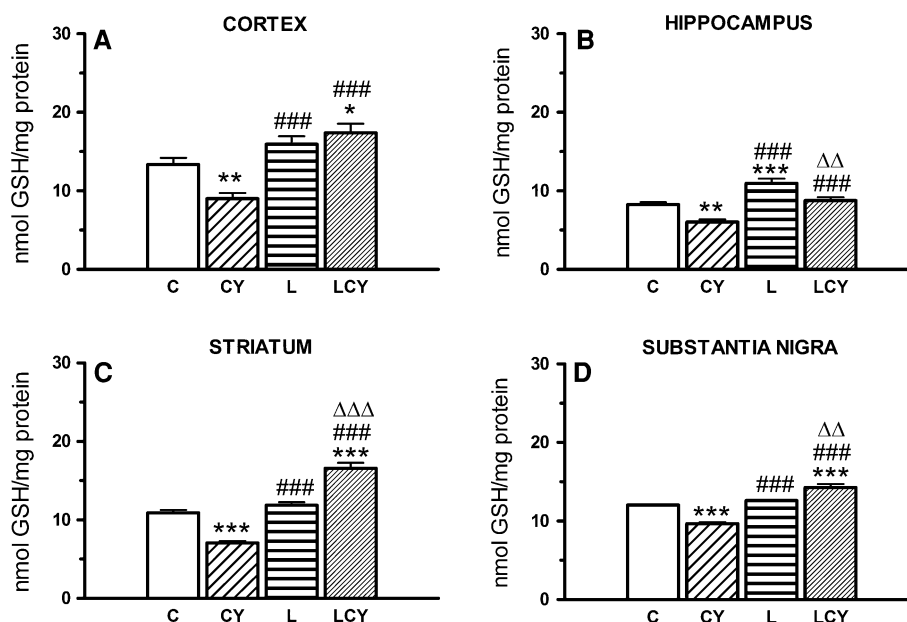 A
CORTEX
nmol GSH/mg protein
30
20
10
0
**
###
###
*
C CY L LCY
B
HIPPOCAMPUS
nmol GSH/mg protein
30
20
10
0
**
###
***
ΔΔ
###
C CY L LCY
C
STRIATUM
nmol GSH/mg protein
30
20
10
0
***
###
ΔΔΔ
###
***
C CY L LCY
D
SUBSTANTIA NIGRA
nmol GSH/mg protein
30
20
10
0
***
###
ΔΔ
###
***
C CY L LCY